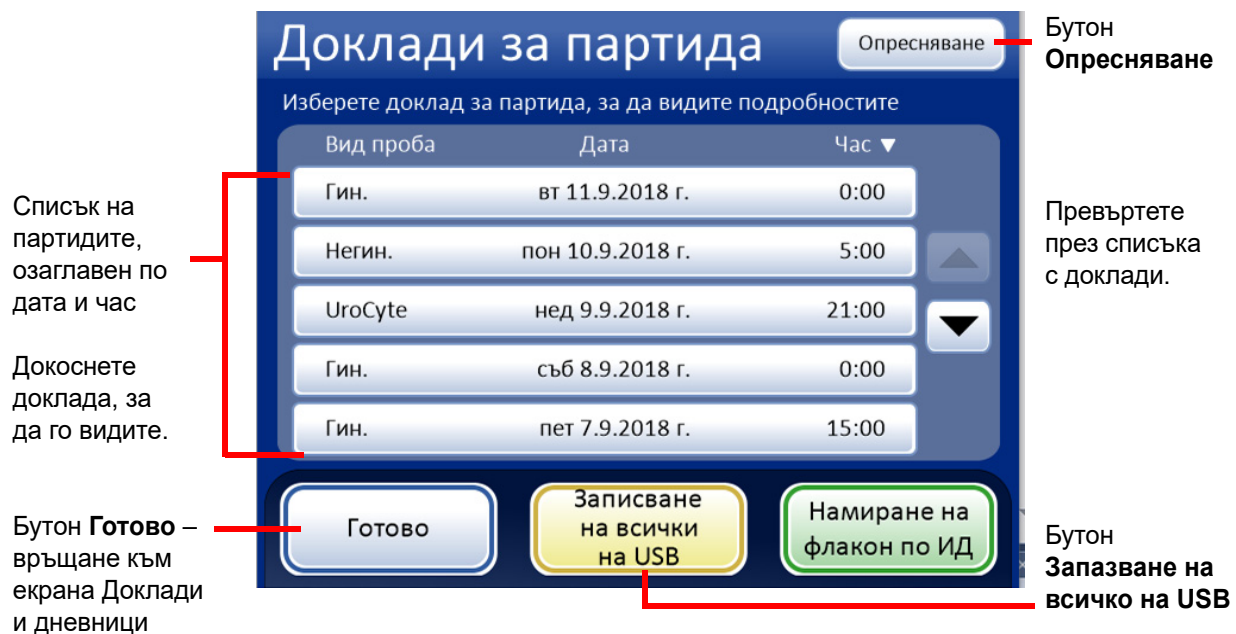 Доклади за партида
Опресняване
Бутон
Опресняване
Изберете доклад за партида, за да видите подробностите
Вид проба Дата Час ▼
Гин. вт 11.9.2018 г. 0:00
Негин. пон 10.9.2018 г. 5:00
UroCyte нед 9.9.2018 г. 21:00
Гин. съб 8.9.2018 г. 0:00
Гин. пет 7.9.2018 г. 15:00
Списък на
партидите,
озаглавен по
дата и час
Докоснете
доклада, за
да го видите.
Превъртете
през списъка
с доклади.
Готово
Записване
на всички
на USB
Намиране на
флакон по ИД
Бутон Готово –
връщане към
екрана Доклади
и дневници
Бутон
Запазване на
всичко на USB